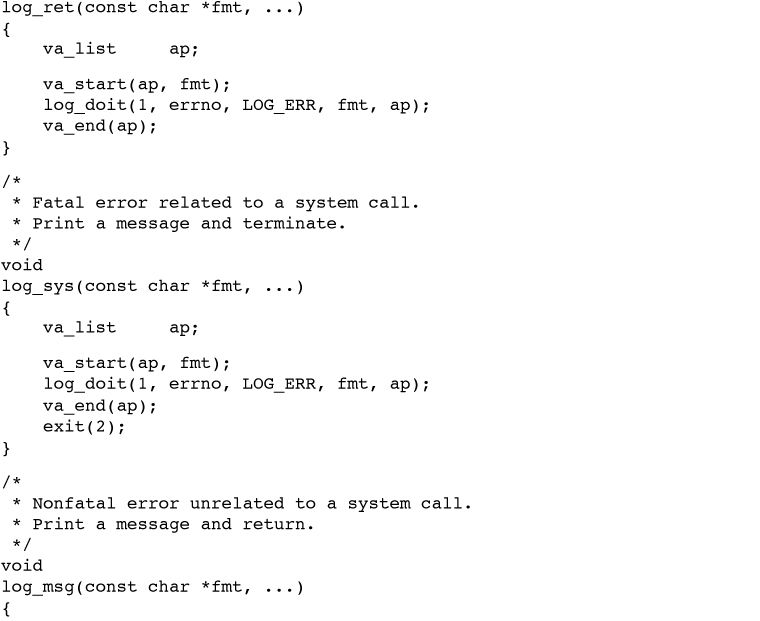 log_ret(const char *fmt, ...)
{
    va_list     ap;

    va_start(ap, fmt);
    log_doit(1, errno, LOG_ERR, fmt, ap);
    va_end(ap);
}

/*
 * Fatal error related to a system call.
 * Print a message and terminate.
 */
void
log_sys(const char *fmt, ...)
{
    va_list     ap;

    va_start(ap, fmt);
    log_doit(1, errno, LOG_ERR, fmt, ap);
    va_end(ap);
    exit(2);
}

/*
 * Nonfatal error unrelated to a system call.
 * Print a message and return.
 */
void
log_msg(const char *fmt, ...)
{